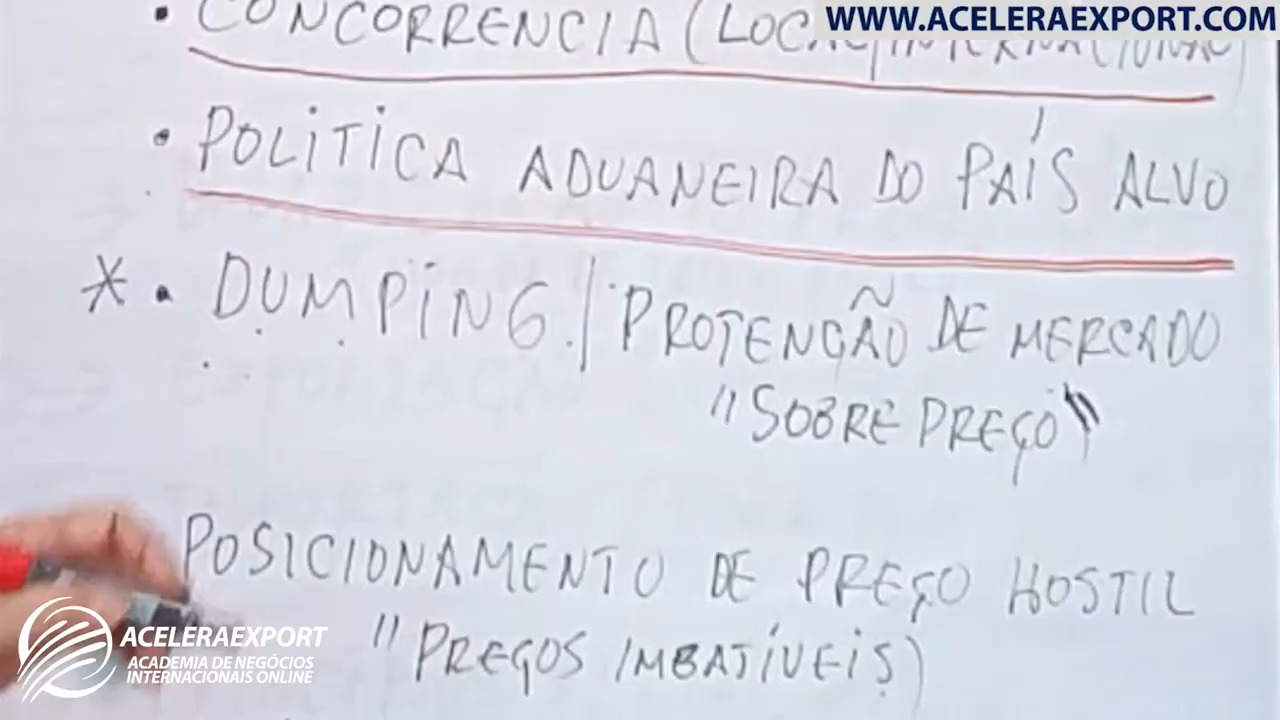 WWW.ACELERAEXPORT.COM
• CONCORRENCIA (LOCAL/INTERNACIONAL)
• POLITICA ADUANEIRA DO PAÍS ALVO
* • DUMPING / PROTENÇÃO DE MERCADO
"SOBRE PREÇO"
POSICIONAMENTO DE PREÇO HOSTIL
"PREÇOS IMBATÍVEIS)
ACELERAEXPORT
ACADEMIA DE NEGÓCIOS
INTERNACIONAIS ONLINE